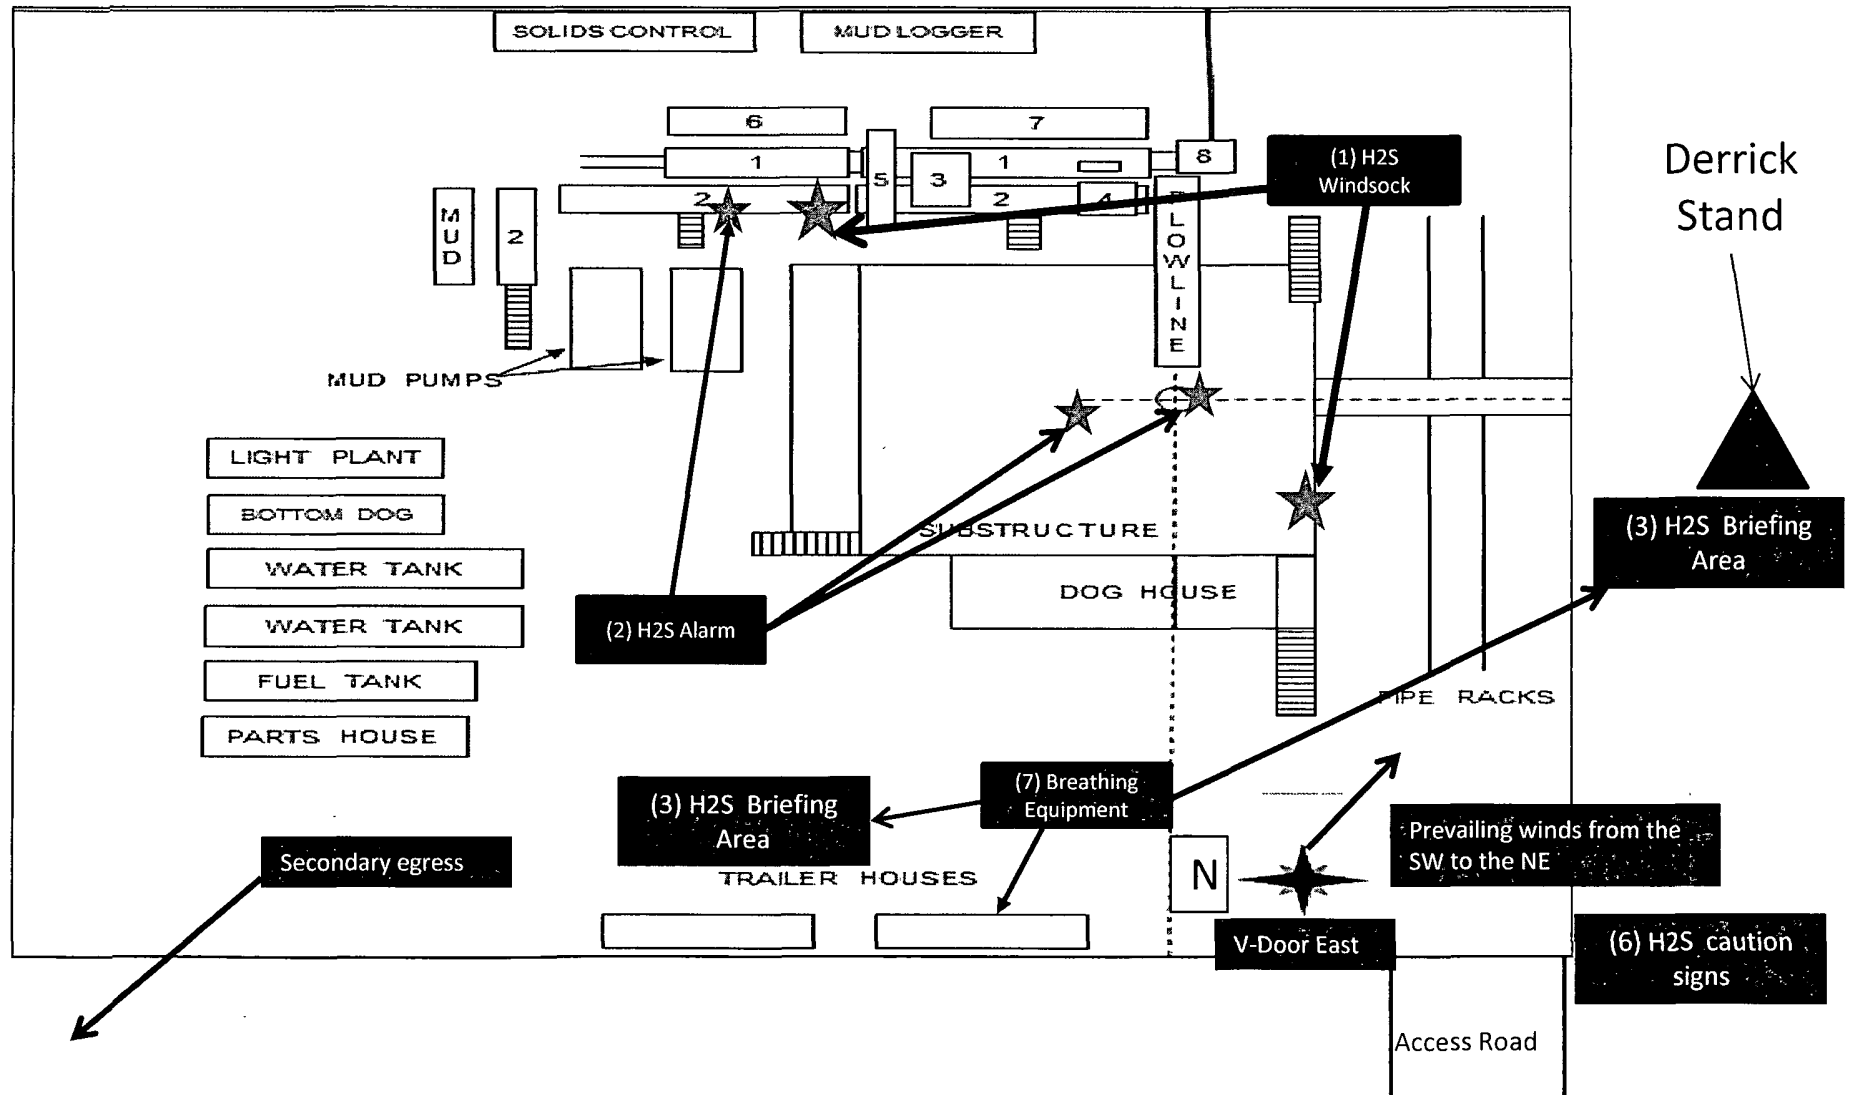 SOLIDS CONTROL
MUD LOGGER
6
7
1
1
8
5
3
2
2
4
MUD
2
FLOWLINE
(1) H2S
Windsock
Derrick
Stand
MUD PUMPS
LIGHT PLANT
BOTTOM DOG
WATER TANK
WATER TANK
FUEL TANK
PARTS HOUSE
SUBSTRUCTURE
DOG HOUSE
(2) H2S Alarm
(3) H2S Briefing
Area
PIPE RACKS
(7) Breathing
Equipment
(3) H2S Briefing
Area
TRAILER HOUSES
Secondary egress
N
Prevailing winds from the
SW to the NE
V-Door East
(6) H2S caution
signs
Access Road